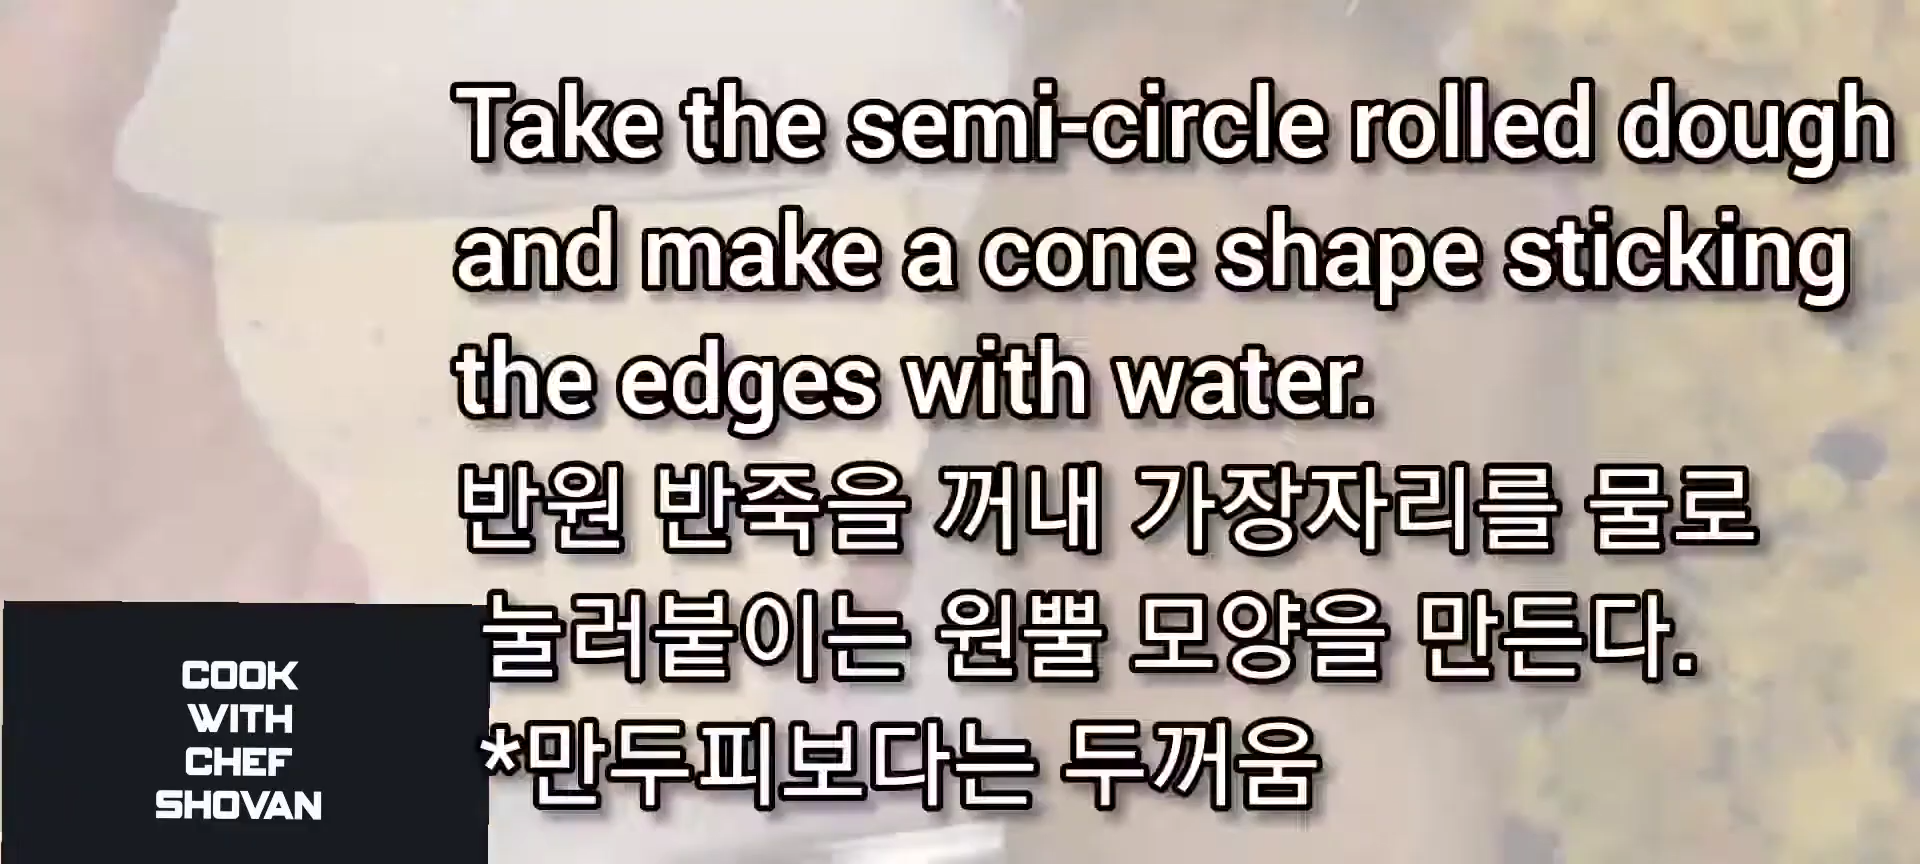 Take the semi-circle rolled dough
and make a cone shape sticking
the edges with water.
반원 반죽을 꺼내 가장자리를 물로
눌러붙이는 원뿔 모양을 만든다.
*만두피보다는 두꺼움
COOK
WITH
CHEF
SHOVAN